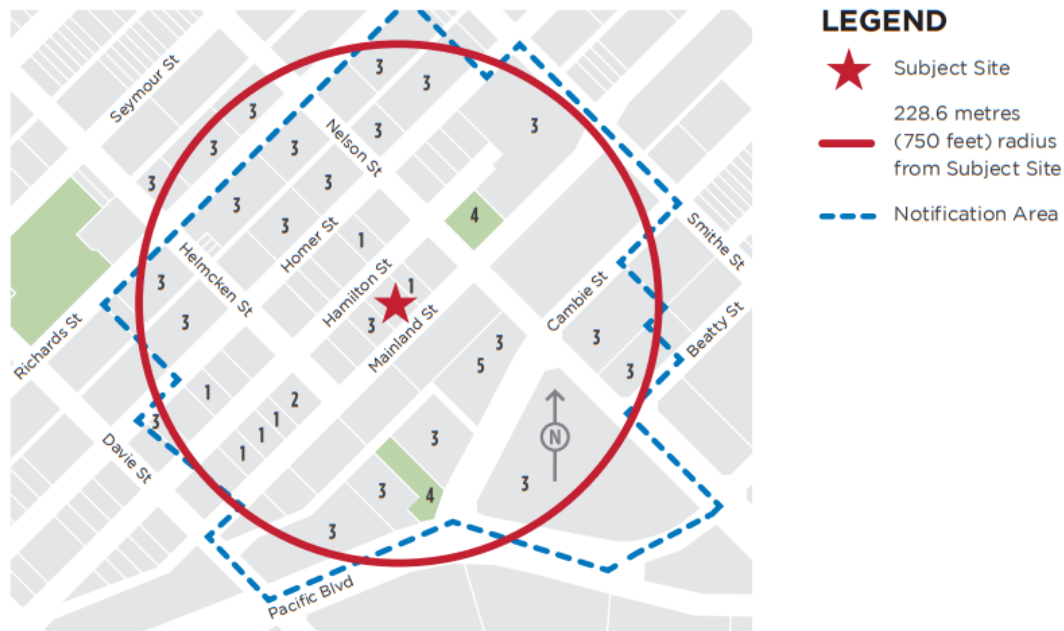 LEGEND
Subject Site
228.6 metres
(750 feet) radius
from Subject Site
Notification Area
Seymour St
Nelson St
Helmcken St
Homer St
Hamilton St
Mainland St
Richards St
Davie St
Cambie St
Smithe St
Beatty St
Pacific Blvd
N
3
3
3
3
3
3
3
3
3
3
3
4
1
1
3
3
3
3
5
3
3
1
2
1
1
1
3
3
3
4
3
3